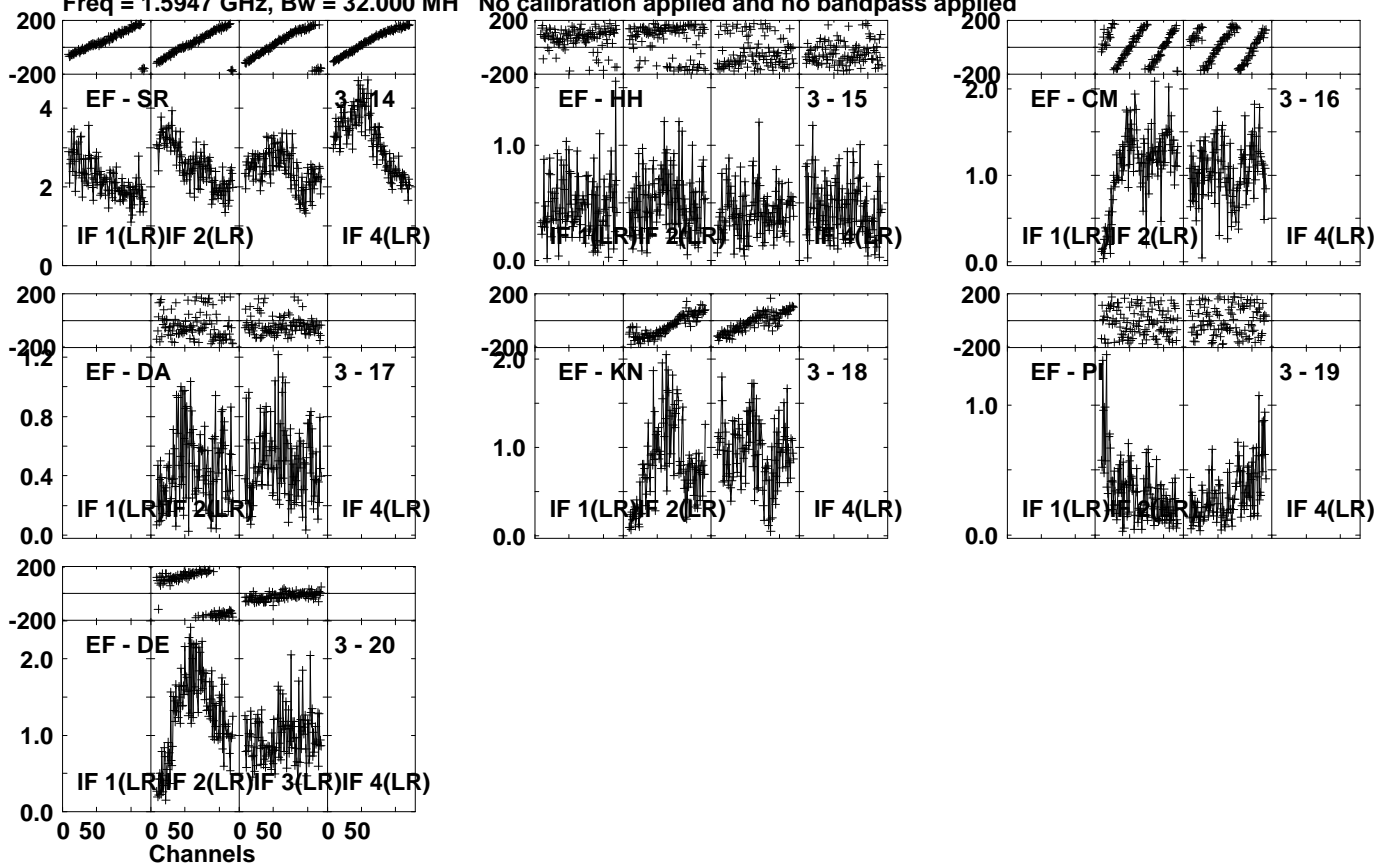 Freq = 1.5947 GHz, Bw = 32.000 MH No calibration applied and no bandpass applied
200
-200
EF - SR
3 - 14
4
2
0
IF 1(LR)
IF 2(LR)
IF 4(LR)
200
-200
EF - HH
3 - 15
1.0
0.0
IF 1(LR)
IF 2(LR)
IF 4(LR)
200
-200
2.0
EF - CM
3 - 16
1.0
0.0
IF 1(LR)
IF 2(LR)
IF 4(LR)
200
-200
1.2
EF - DA
3 - 17
0.8
0.4
0.0
IF 1(LR)
IF 2(LR)
IF 4(LR)
200
-200
2.0
EF - KN
3 - 18
1.0
0.0
IF 1(LR)
IF 2(LR)
IF 4(LR)
200
-200
EF - PI
3 - 19
1.0
0.0
IF 1(LR)
IF 2(LR)
IF 4(LR)
200
-200
EF - DE
3 - 20
2.0
1.0
0.0
IF 1(LR)
IF 2(LR)
IF 3(LR)
IF 4(LR)
0 50 0 50 0 50 0 50
Channels